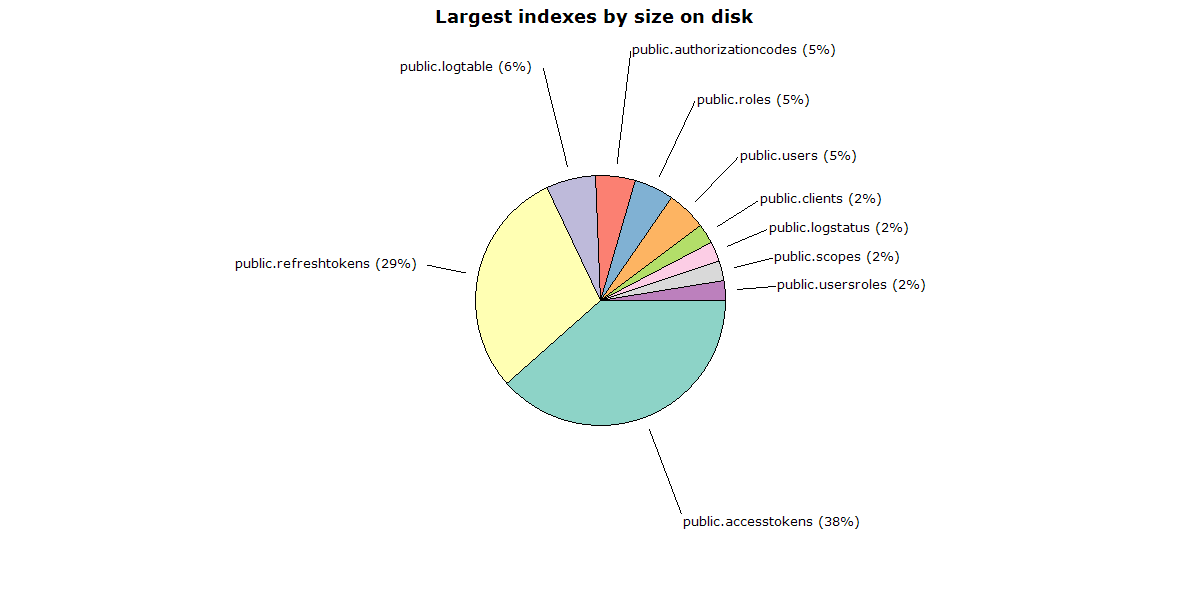 Largest indexes by size on disk
public.authorizationcodes (5%)
public.logtable (6%)
public.roles (5%)
public.users (5%)
public.clients (2%)
public.logstatus (2%)
public.scopes (2%)
public.refreshtokens (29%)
public.usersroles (2%)
public.accesstokens (38%)